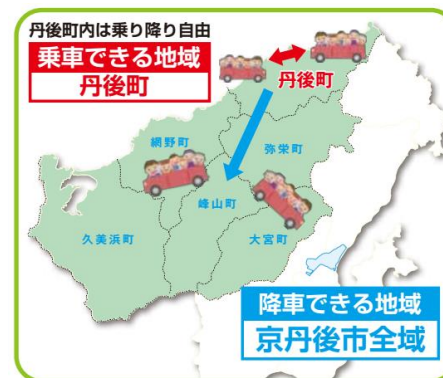 丹後町内は乗り降り自由
乗車できる地域
丹後町
丹後町
網野町
弥栄町
峰山町
久美浜町
大宮町
降車できる地域
京丹後市全域